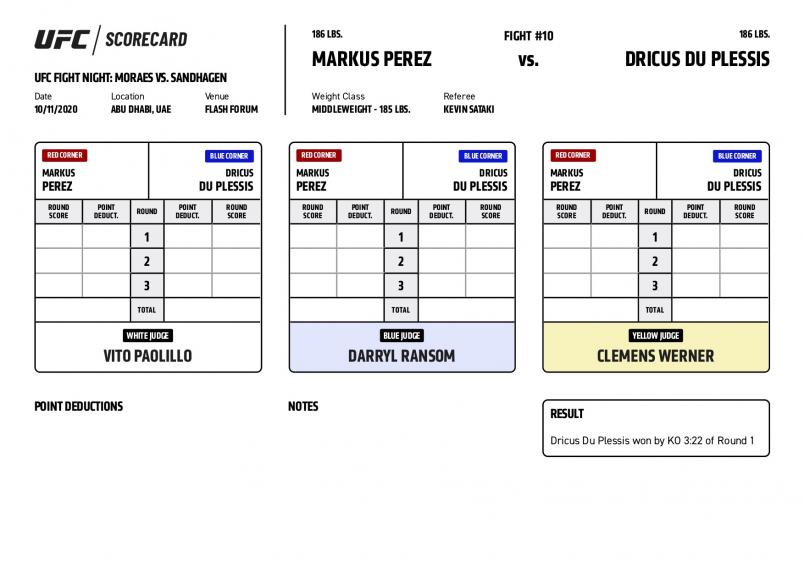 UFC / SCORECARD
UFC FIGHT NIGHT: MORAES VS. SANDHAGEN
Date Location Venue
10/11/2020 ABU DHABI, UAE FLASH FORUM
186 LBS. FIGHT #10 186 LBS.
MARKUS PEREZ VS. DRICUS DU PLESSIS
Weight Class Referee
MIDDLEWEIGHT - 185 LBS. KEVIN SATAKI
RED CORNER BLUE CORNER
MARKUS DRICUS
PEREZ DU PLESSIS
ROUND SCORE POINT DEDUCT. ROUND POINT DEDUCT. ROUND SCORE
1
2
3
TOTAL
WHITE JUDGE
VITO PAOLILLO
RED CORNER BLUE CORNER
MARKUS DRICUS
PEREZ DU PLESSIS
ROUND SCORE POINT DEDUCT. ROUND POINT DEDUCT. ROUND SCORE
1
2
3
TOTAL
BLUE JUDGE
DARRYL RANSOM
RED CORNER BLUE CORNER
MARKUS DRICUS
PEREZ DU PLESSIS
ROUND SCORE POINT DEDUCT. ROUND POINT DEDUCT. ROUND SCORE
1
2
3
TOTAL
YELLOW JUDGE
CLEMENS WERNER
POINT DEDUCTIONS
NOTES
RESULT
Dricus Du Plessis won by KO 3:22 of Round 1